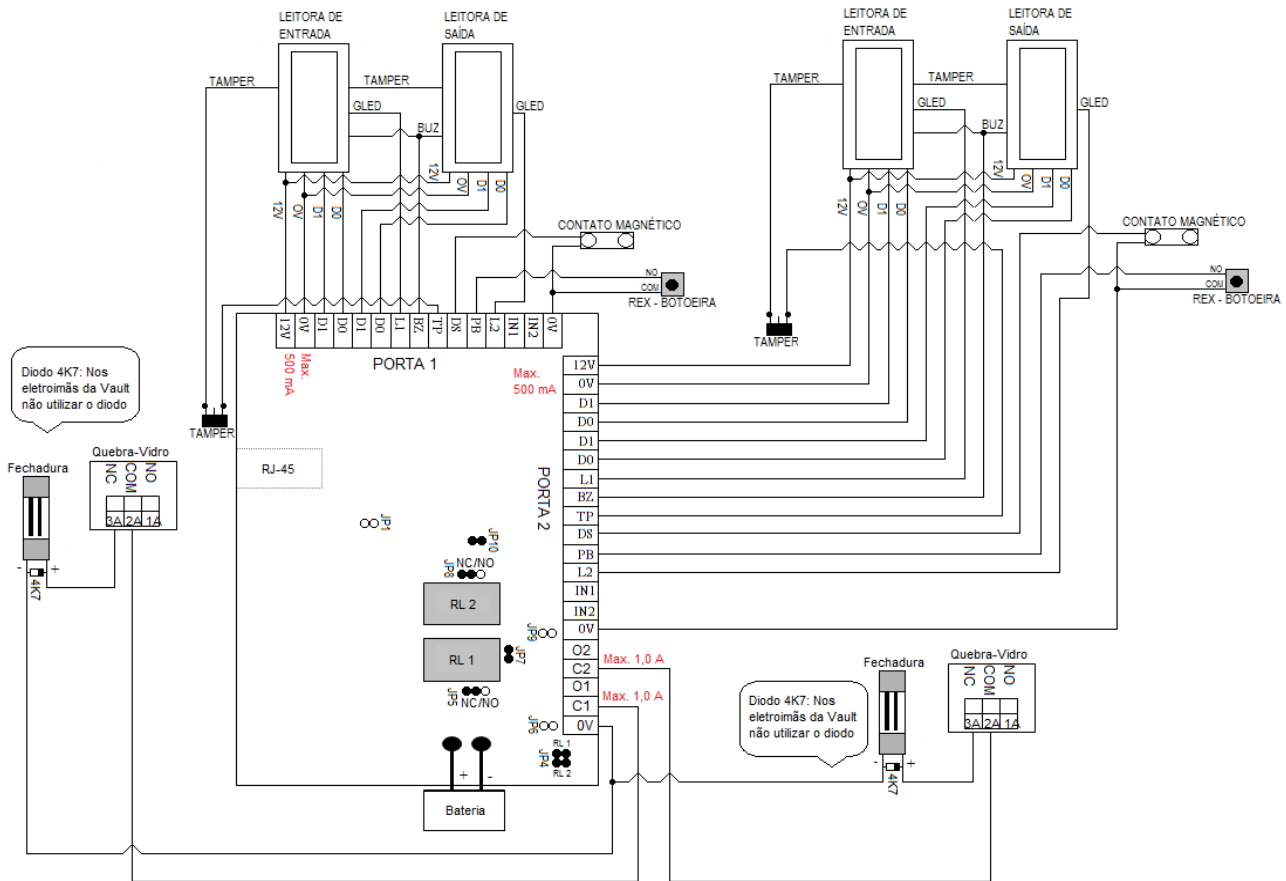 LEITORA DE
ENTRADA
LEITORA DE
SAÍDA
TAMPER
TAMPER
GLED
GLED
BUZ
12V
OV
D1
D0
12V
OV
D1
D0
CONTATO MAGNÉTICO
NO
COM
REX - BOTOEIRA
LEITORA DE
ENTRADA
LEITORA DE
SAÍDA
TAMPER
TAMPER
GLED
GLED
BUZ
12V
OV
D1
D0
12V
OV
D1
D0
CONTATO MAGNÉTICO
NO
COM
REX - BOTOEIRA
TAMPER
12V
0V
D1
D0
D1
D0
L1
BZ
TP
DS
PB
L2
IN1
IN2
0V
Max.
500 mA
PORTA 1
Max.
500 mA
TAMPER
Diodo 4K7: Nos
eletroimãs da Vault
não utilizar o diodo
Fechadura
Quebra-Vidro
NC
COM
NO
3A
2A
1A
-
+
4K7
RJ-45
PORTA 2
12V
0V
D1
D0
D1
D0
L1
BZ
TP
DS
PB
L2
IN1
IN2
0V
O2
C2
O1
C1
0V
Max. 1,0 A
Max. 1,0 A
JP1
JP10
NC/NO
JP8
RL 2
JP9
RL 1
JP7
JP5
NC/NO
JP6
RL 1
JP4
RL 2
+
-
Bateria
Diodo 4K7: Nos
eletroimãs da Vault
não utilizar o diodo
Fechadura
Quebra-Vidro
NC
COM
NO
3A
2A
1A
-
+
4K7